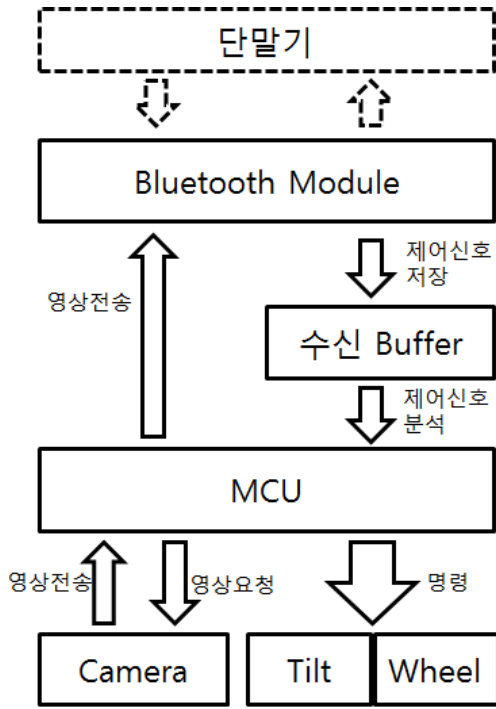 단말기
Bluetooth Module
영상전송
제어신호
저장
수신 Buffer
제어신호
분석
MCU
영상전송
영상요청
명령
Camera
Tilt
Wheel